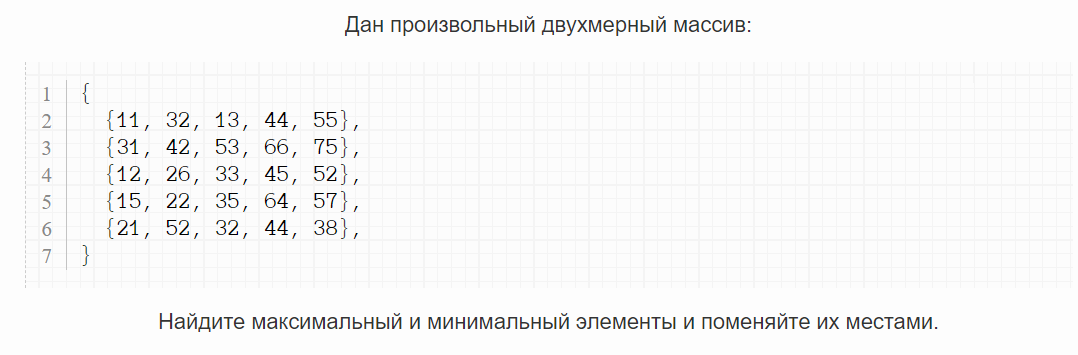 Дан произвольный двухмерный массив:
1 {
2 {11, 32, 13, 44, 55},
3 {31, 42, 53, 66, 75},
4 {12, 26, 33, 45, 52},
5 {15, 22, 35, 64, 57},
6 {21, 52, 32, 44, 38},
7 }
Найдите максимальный и минимальный элементы и поменяйте их местами.